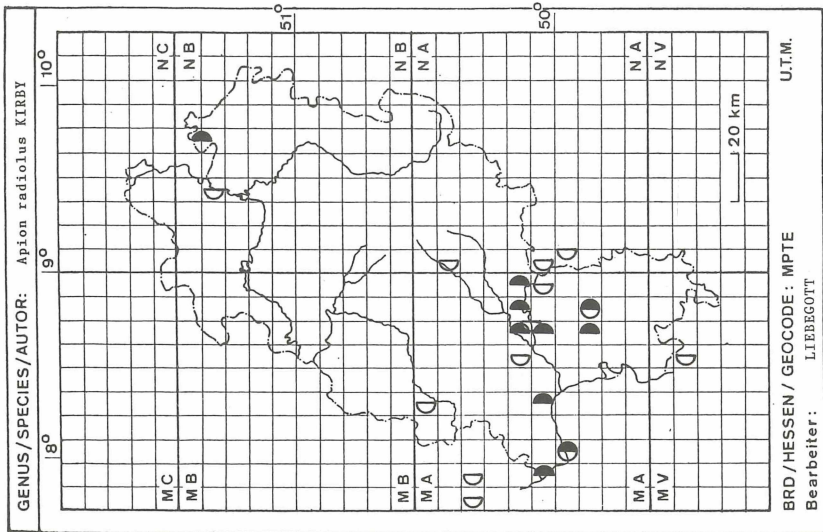 GENUS/SPECIES/AUTOR: Apion radiolus KIRBY
8° 9° 10°
MC NC
MB NB
51
MB NB
MA NA
50
MA NA
MV NV
20 km
BRD/HESSEN/GEOCODE: MPTE U.T.M.
Bearbeiter: LIEBEGOTT